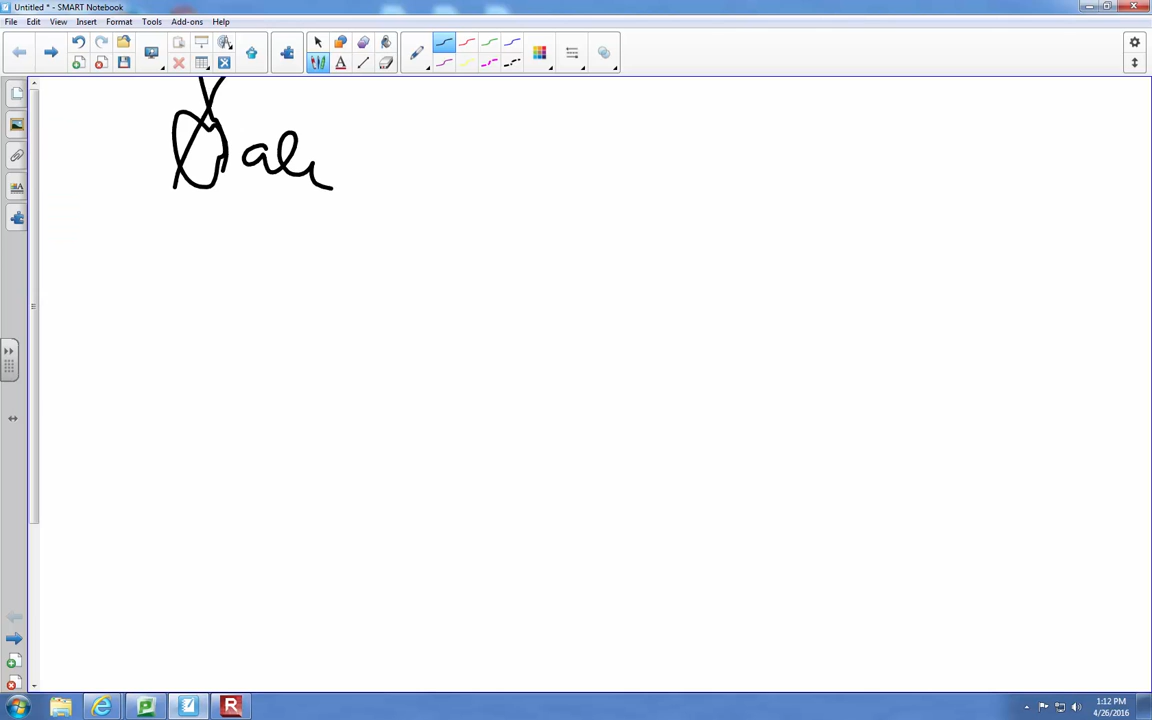 Untitled * - SMART Notebook
File Edit View Insert Format Tools Add-ons Help
1:12 PM
4/26/2016